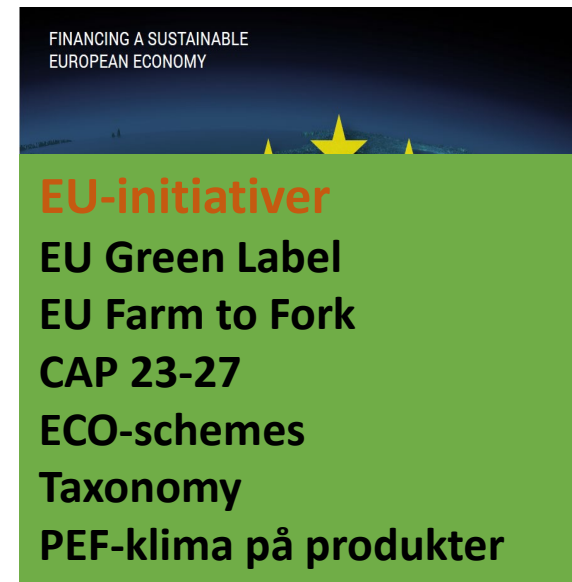 FINANCING A SUSTAINABLE
EUROPEAN ECONOMY
EU-initiativer
EU Green Label
EU Farm to Fork
CAP 23-27
ECO-schemes
Taxonomy
PEF-klima på produkter